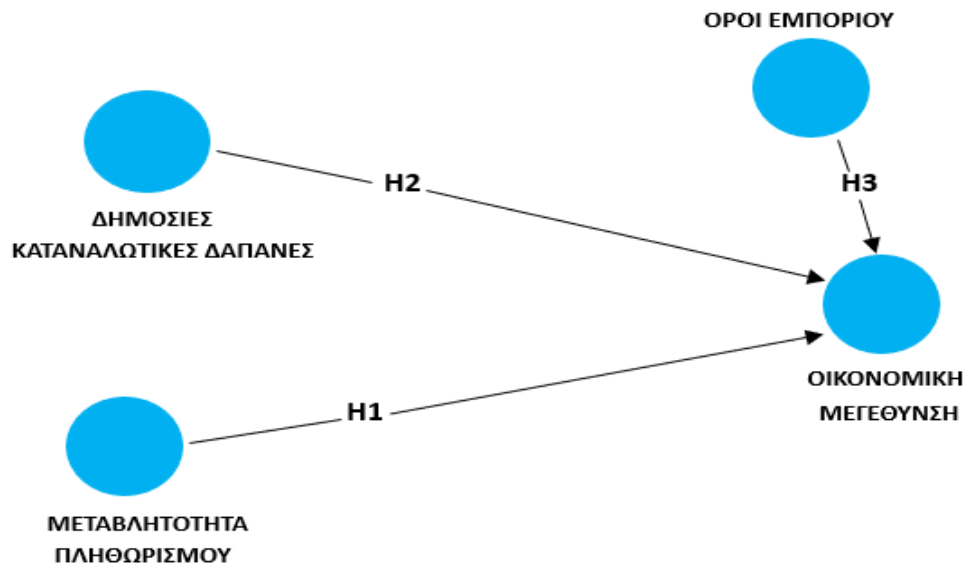 ΟΡΟΙ ΕΜΠΟΡΙΟΥ
H2
H3
ΔΗΜΟΣΙΕΣ
ΚΑΤΑΝΑΛΩΤΙΚΕΣ ΔΑΠΑΝΕΣ
ΟΙΚΟΝΟΜΙΚΗ
ΜΕΓΕΘΥΝΣΗ
H1
ΜΕΤΑΒΛΗΤΟΤΗΤΑ
ΠΛΗΘΩΡΙΣΜΟΥ